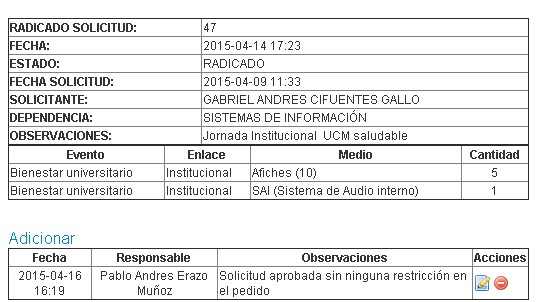 RADICADO SOLICITUD: 47
FECHA: 2015-04-14 17:23
ESTADO: RADICADO
FECHA SOLICITUD: 2015-04-09 11:33
SOLICITANTE: GABRIEL ANDRES CIFUENTES GALLO
DEPENDENCIA: SISTEMAS DE INFORMACIÓN
OBSERVACIONES: Jornada Institucional UCM saludable
Evento Enlace Medio Cantidad
Bienestar universitario Institucional Afiches (10) 5
Bienestar universitario Institucional SAI (Sistema de Audio interno) 1
Adicionar
Fecha Responsable Observaciones Acciones
2015-04-16 Pablo Andres Erazo Solicitud aprobada sin ninguna restricción en
16:19 Muñoz el pedido